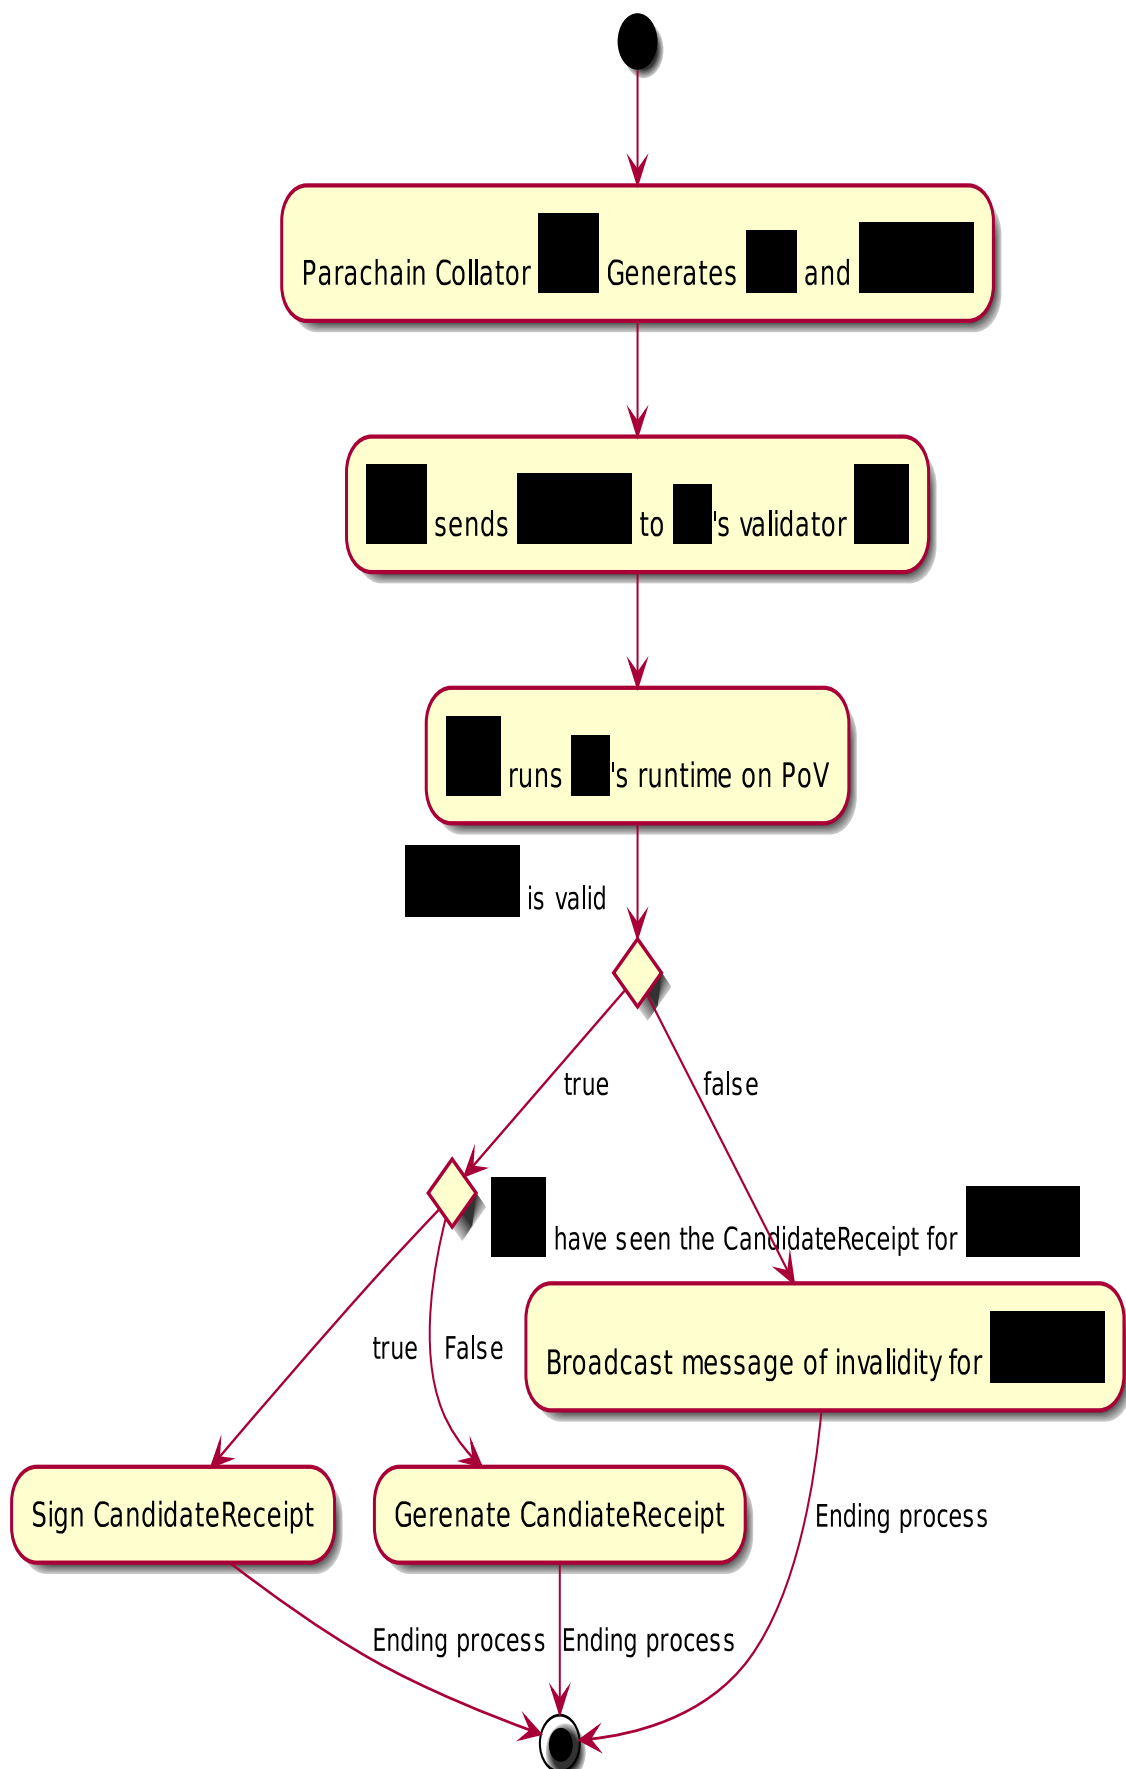 Parachain Collator Generates and
sends to 's validator
runs 's runtime on PoV
is valid
true
false
have seen the CandidateReceipt for
true
False
Broadcast message of invalidity for
Sign CandidateReceipt
Gerenate CandiateReceipt
Ending process
Ending process
Ending process